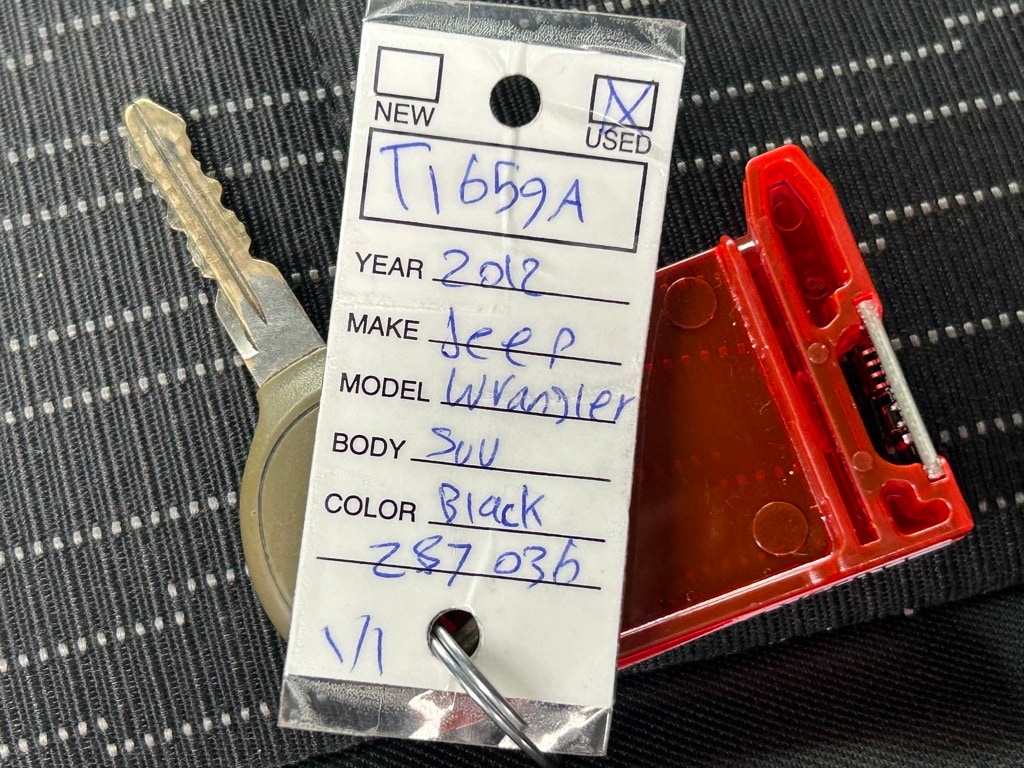 NEW
USED
T1659A
YEAR 2012
MAKE Jeep
MODEL Wrangler
BODY SUV
COLOR Black
287036
1/1